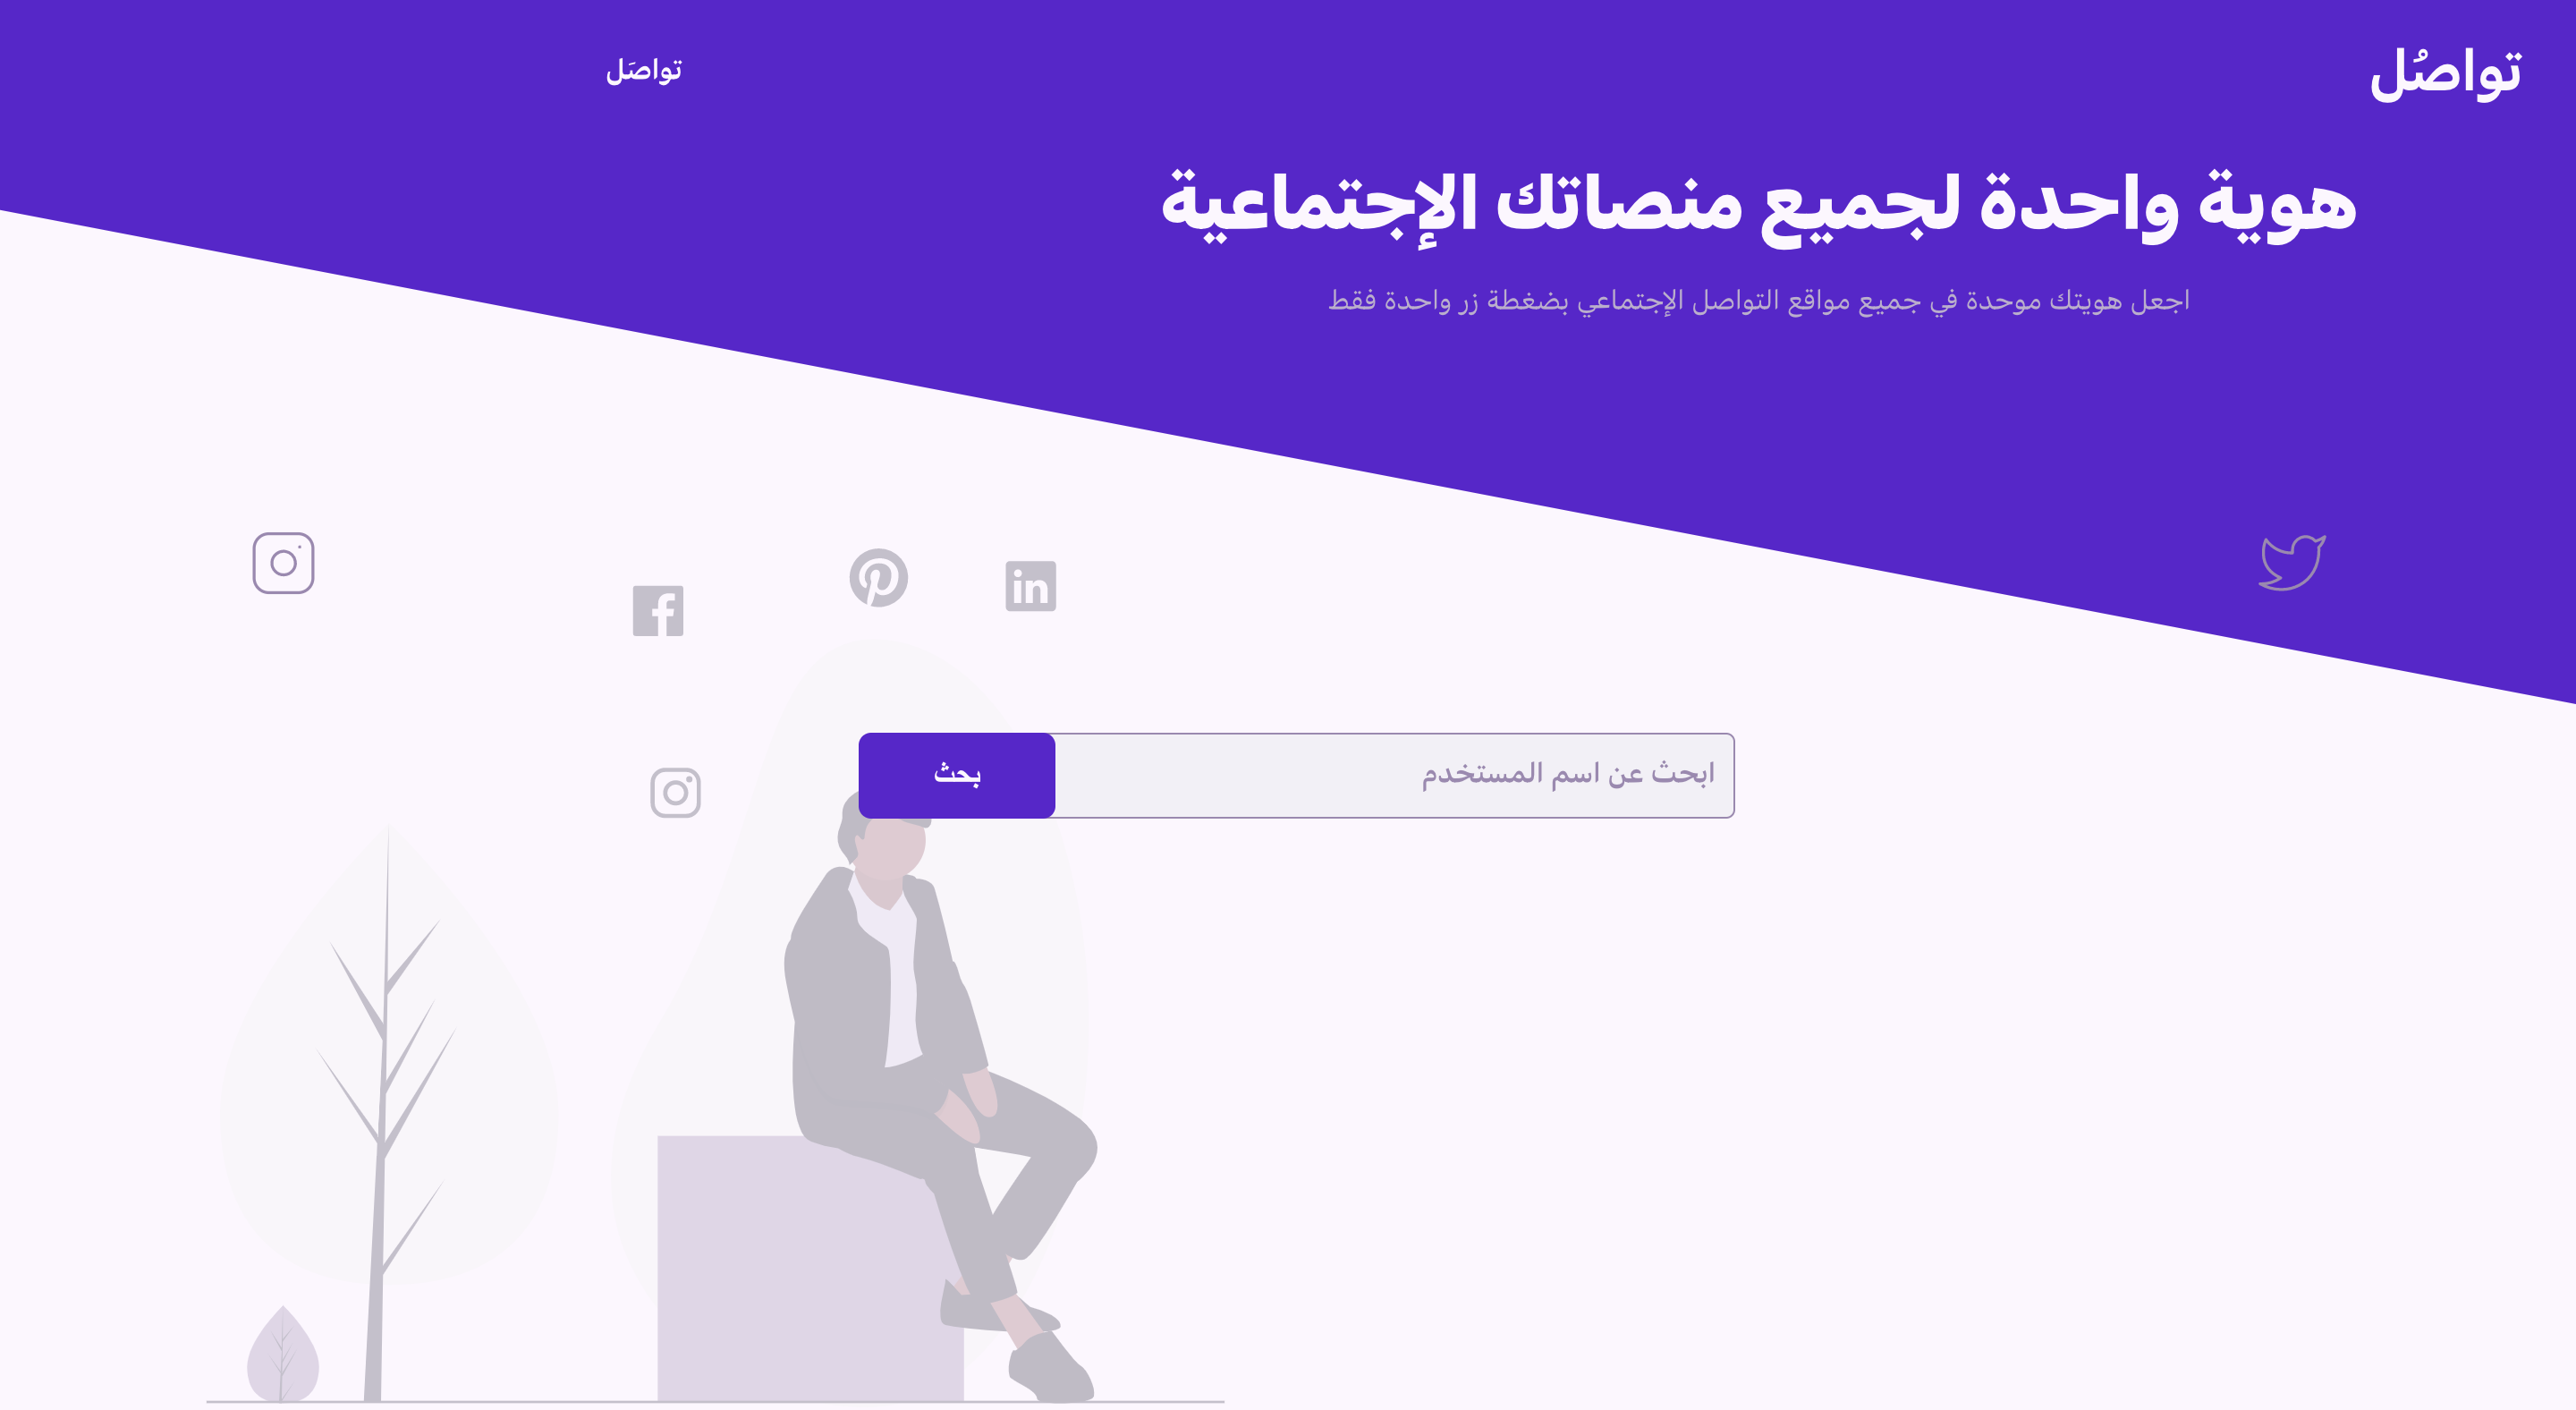 تواصُل
تواصَل
هوية واحدة لجميع منصاتك الإجتماعية
اجعل هويتك موحدة في جميع مواقع التواصل الإجتماعي بضغطة زر واحدة فقط
in
ابحث عن اسم المستخدم
بحث